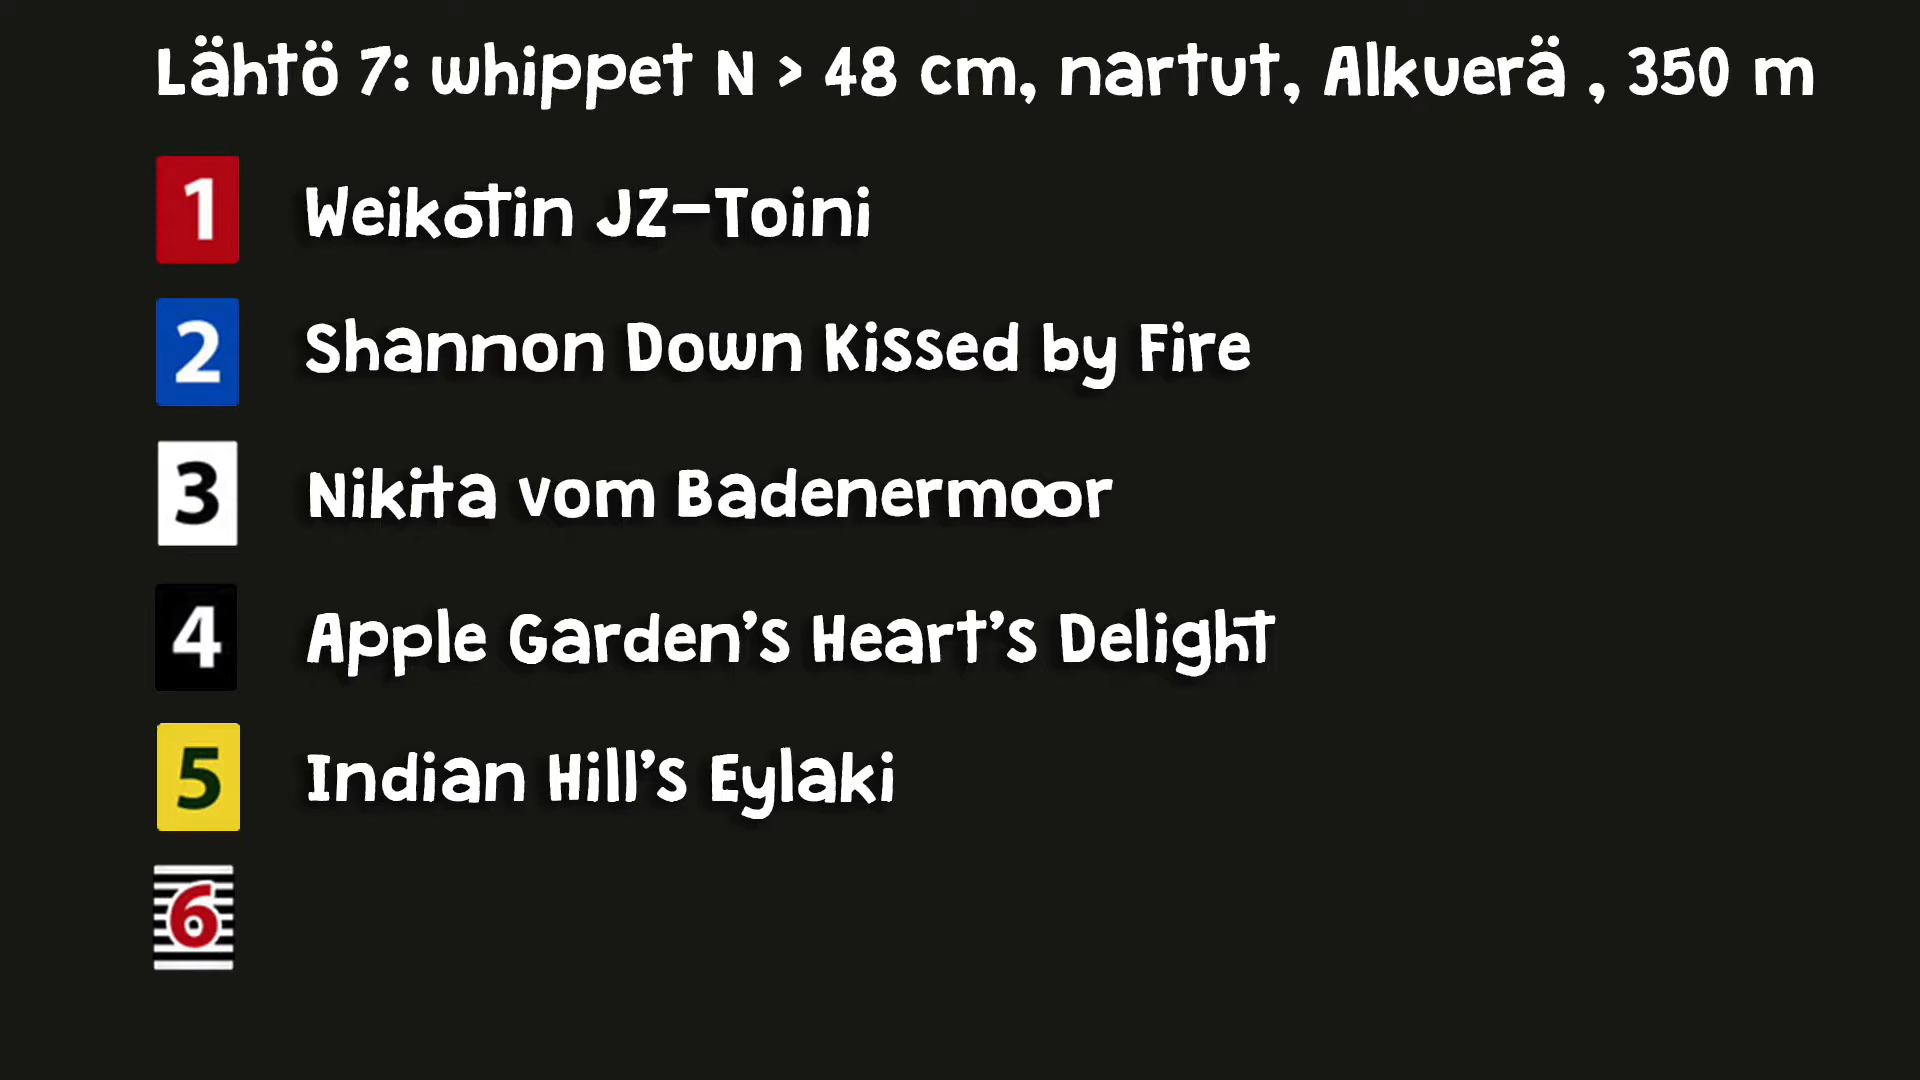 Lähtö 7: whippet N > 48 cm, nartut, Alkuerä , 350 m
1 Weikotin JZ-Toini
2 Shannon Down Kissed by Fire
3 Nikita vom Badenermoor
4 Apple Garden's Heart's Delight
5 Indian Hill's Eylaki
6